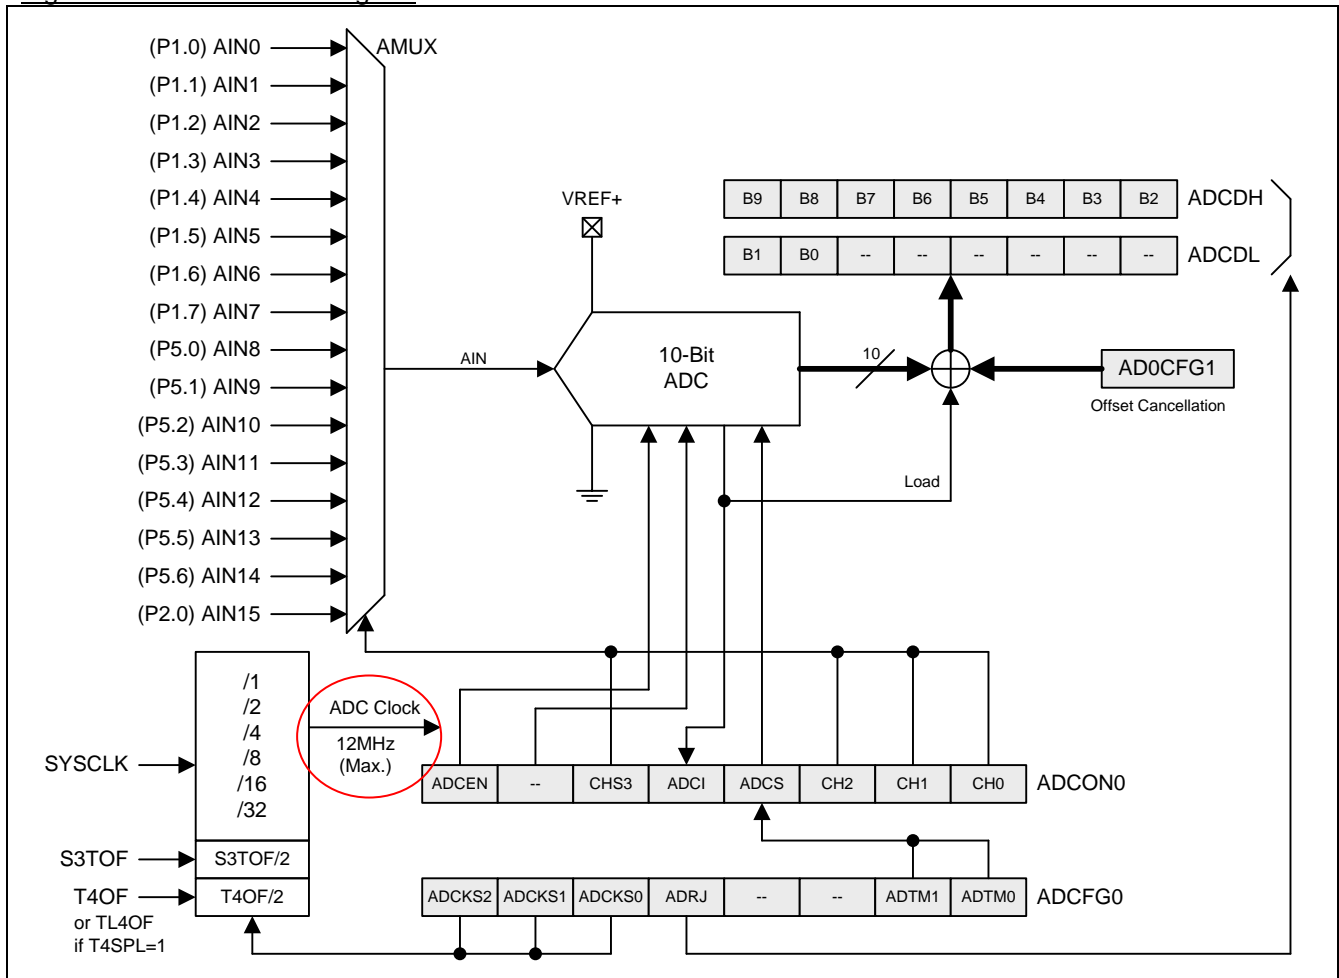 (P1.0) AIN0
AMUX
(P1.1) AIN1
(P1.2) AIN2
(P1.3) AIN3
(P1.4) AIN4
(P1.5) AIN5
(P1.6) AIN6
(P1.7) AIN7
(P5.0) AIN8
(P5.1) AIN9
(P5.2) AIN10
(P5.3) AIN11
(P5.4) AIN12
(P5.5) AIN13
(P5.6) AIN14
(P2.0) AIN15
AIN
VREF+
10-Bit
ADC
10
B9 B8 B7 B6 B5 B4 B3 B2 ADCDH
B1 B0 -- -- -- -- -- -- ADCDL
AD0CFG1
Offset Cancellation
Load
SYSCLK
/1
/2
/4
/8
/16
/32
S3TOF
S3TOF/2
T4OF
T4OF/2
or TL4OF
if T4SPL=1
ADC Clock
12MHz
(Max.)
ADCEN -- CHS3 ADCI ADCS CH2 CH1 CH0 ADCON0
ADCKS2 ADCKS1 ADCKS0 ADRJ -- -- ADTM1 ADTM0 ADCFG0